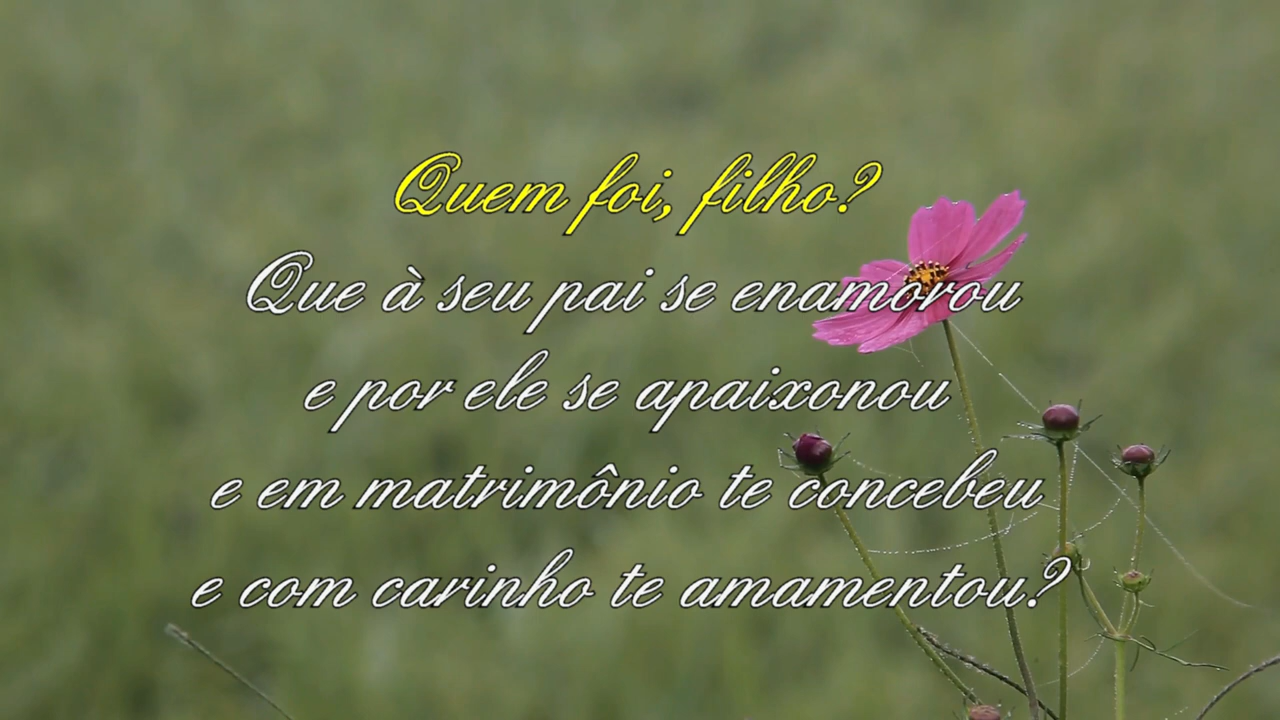 Quem foi, filho?
Que à seu pai se enamorou
e por ele se apaixonou
e em matrimônio te concebeu
e com carinho te amamentou?